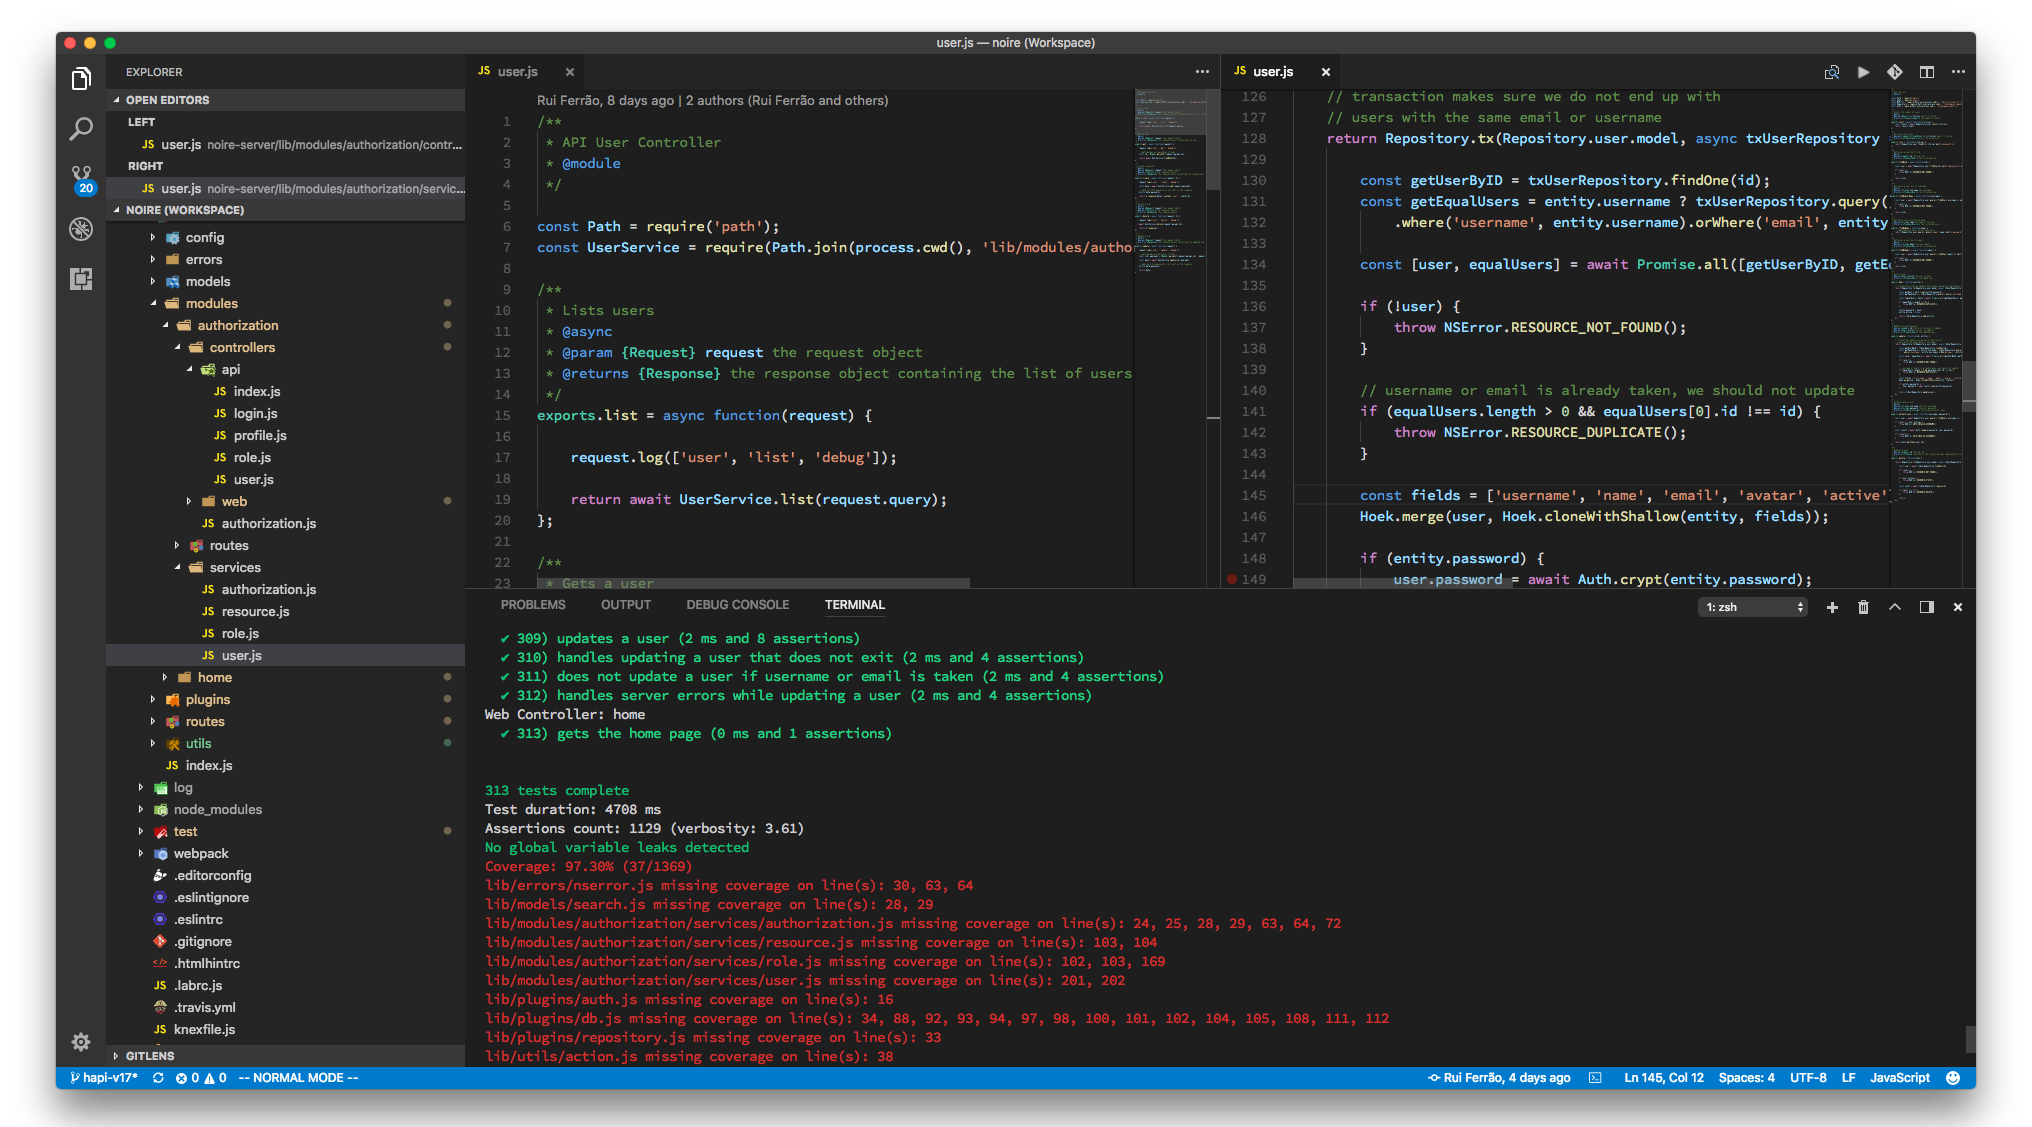 user.js — noire (Workspace)
EXPLORER
OPEN EDITORS
LEFT
JS user.js noire-server/lib/modules/authorization/contr...
RIGHT
JS user.js noire-server/lib/modules/authorization/servic...
NOIRE (WORKSPACE)
config
errors
models
modules
authorization
controllers
api
JS index.js
JS login.js
JS profile.js
JS role.js
JS user.js
web
JS authorization.js
routes
services
JS authorization.js
JS resource.js
JS role.js
JS user.js
home
plugins
routes
utils
JS index.js
log
node_modules
test
webpack
.editorconfig
.eslintignore
.eslintrc
.gitignore
.htmlhintrc
JS .labrc.js
.travis.yml
JS knexfile.js
GITLENS
20
JS user.js
Rui Ferrão, 8 days ago | 2 authors (Rui Ferrão and others)
1 /**
2 * API User Controller
3 * @module
4 */
5
6 const Path = require('path');
7 const UserService = require(Path.join(process.cwd(), 'lib/modules/autho
8
9 /**
10 * Lists users
11 * @async
12 * @param {Request} request the request object
13 * @returns {Response} the response object containing the list of users
14 */
15 exports.list = async function(request) {
16
17 request.log(['user', 'list', 'debug']);
18
19 return await UserService.list(request.query);
20 };
21
22 /**
23 * Gets a user
JS user.js
126 // transaction makes sure we do not end up with
127 // users with the same email or username
128 return Repository.tx(Repository.user.model, async txUserRepository
129
130 const getUserByID = txUserRepository.findOne(id);
131 const getEqualUsers = entity.username ? txUserRepository.query(
132 .where('username', entity.username).orWhere('email', entity
133
134 const [user, equalUsers] = await Promise.all([getUserByID, getE
135
136 if (!user) {
137 throw NSError.RESOURCE_NOT_FOUND();
138 }
139
140 // username or email is already taken, we should not update
141 if (equalUsers.length > 0 && equalUsers[0].id !== id) {
142 throw NSError.RESOURCE_DUPLICATE();
143 }
144
145 const fields = ['username', 'name', 'email', 'avatar', 'active'
146 Hoek.merge(user, Hoek.cloneWithShallow(entity, fields));
147
148 if (entity.password) {
149 user.password = await Auth.crypt(entity.password);
PROBLEMS OUTPUT DEBUG CONSOLE TERMINAL
1: zsh
✔ 309) updates a user (2 ms and 8 assertions)
✔ 310) handles updating a user that does not exit (2 ms and 4 assertions)
✔ 311) does not update a user if username or email is taken (2 ms and 4 assertions)
✔ 312) handles server errors while updating a user (2 ms and 4 assertions)
Web Controller: home
✔ 313) gets the home page (0 ms and 1 assertions)
313 tests complete
Test duration: 4708 ms
Assertions count: 1129 (verbosity: 3.61)
No global variable leaks detected
Coverage: 97.30% (37/1369)
lib/errors/nserror.js missing coverage on line(s): 30, 63, 64
lib/models/search.js missing coverage on line(s): 28, 29
lib/modules/authorization/services/authorization.js missing coverage on line(s): 24, 25, 28, 29, 63, 64, 72
lib/modules/authorization/services/resource.js missing coverage on line(s): 103, 104
lib/modules/authorization/services/role.js missing coverage on line(s): 102, 103, 169
lib/modules/authorization/services/user.js missing coverage on line(s): 201, 202
lib/plugins/auth.js missing coverage on line(s): 16
lib/plugins/db.js missing coverage on line(s): 34, 88, 92, 93, 94, 97, 98, 100, 101, 102, 104, 105, 108, 111, 112
lib/plugins/repository.js missing coverage on line(s): 33
lib/utils/action.js missing coverage on line(s): 38
hapi-v17* 0 0 -- NORMAL MODE --
Rui Ferrão, 4 days ago Ln 145, Col 12 Spaces: 4 UTF-8 LF JavaScript